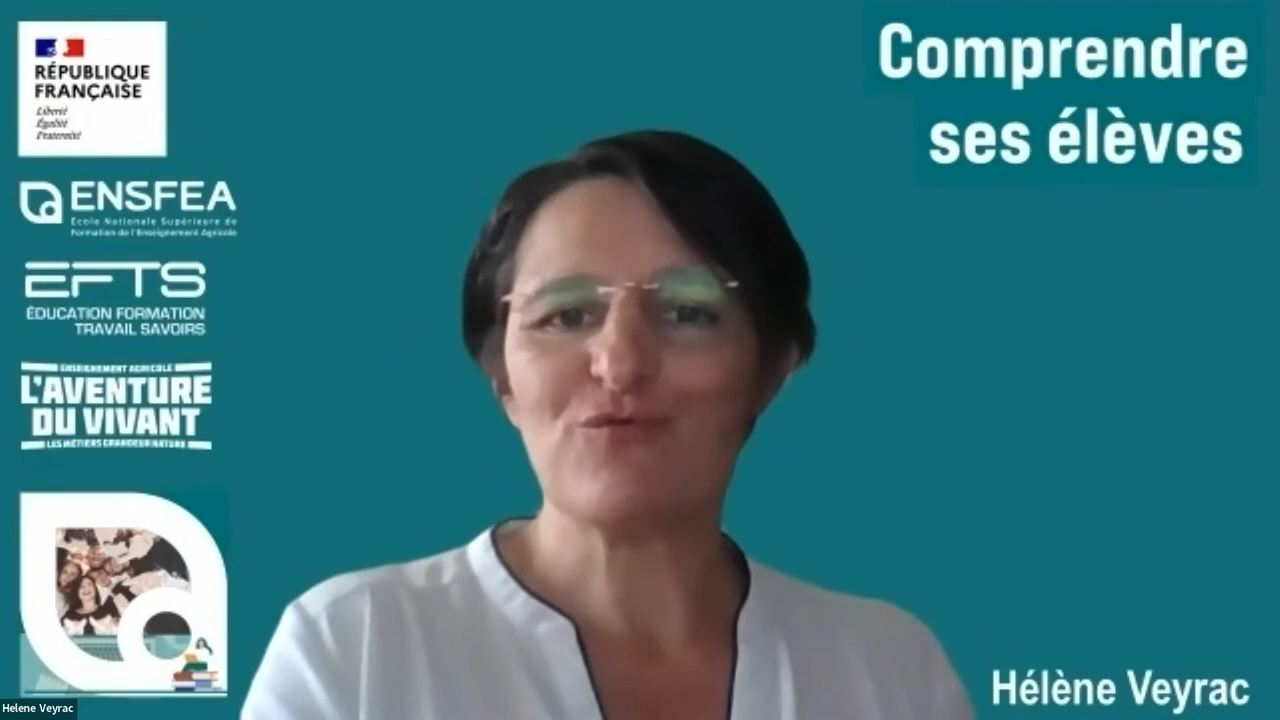 RÉPUBLIQUE
FRANÇAISE
Liberté
Égalité
Fraternité
ENSFEA
École Nationale Supérieure de
Formation de l'Enseignement Agricole
EFTS
ÉDUCATION FORMATION
TRAVAIL SAVOIRS
ENSEIGNEMENT AGRICOLE
L'AVENTURE
DU VIVANT
LES MÉTIERS GRANDEUR NATURE
Comprendre
ses élèves
Hélène Veyrac
Helene Veyrac